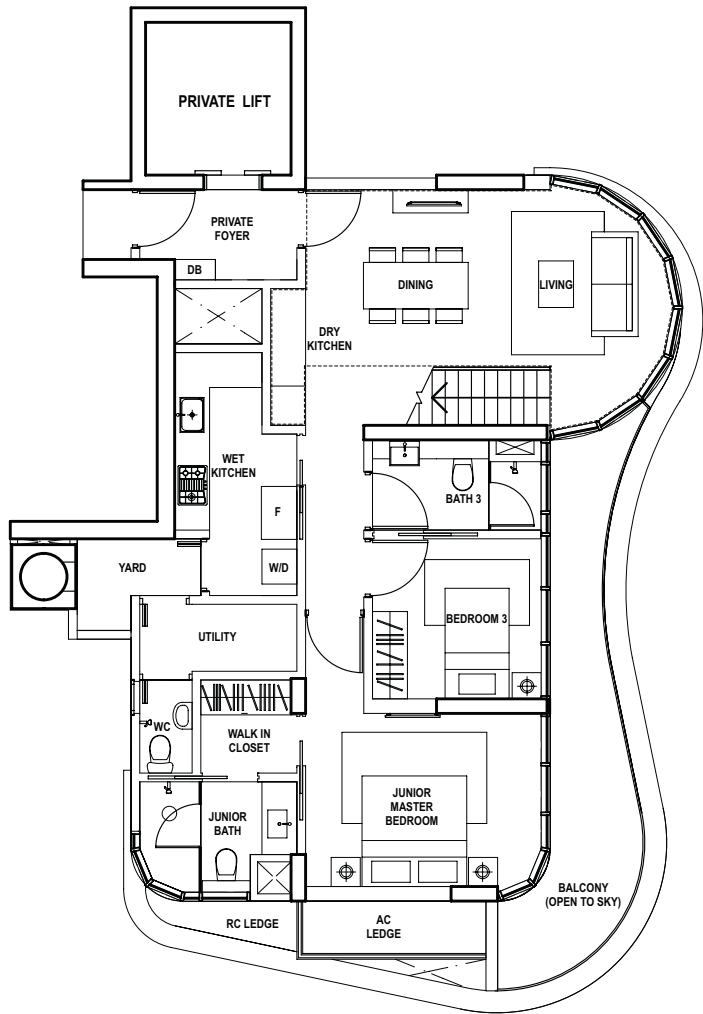 PRIVATE LIFT
PRIVATE
FOYER
DB
DINING
LIVING
DRY
KITCHEN
WET
KITCHEN
BATH 3
F
YARD
W/D
BEDROOM 3
UTILITY
WC
WALK IN
CLOSET
JUNIOR
MASTER
BEDROOM
JUNIOR
BATH
BALCONY
(OPEN TO SKY)
RC LEDGE
AC
LEDGE